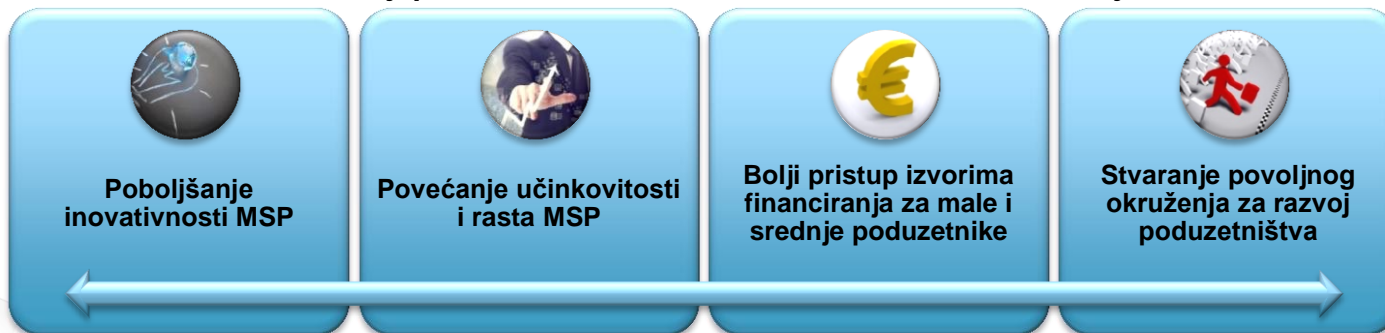 Poboljšanje
inovativnosti MSP
Povećanje učinkovitosti
i rasta MSP
Bolji pristup izvorima
financiranja za male i
srednje poduzetnike
Stvaranje povoljnog
okruženja za razvoj
poduzetništva